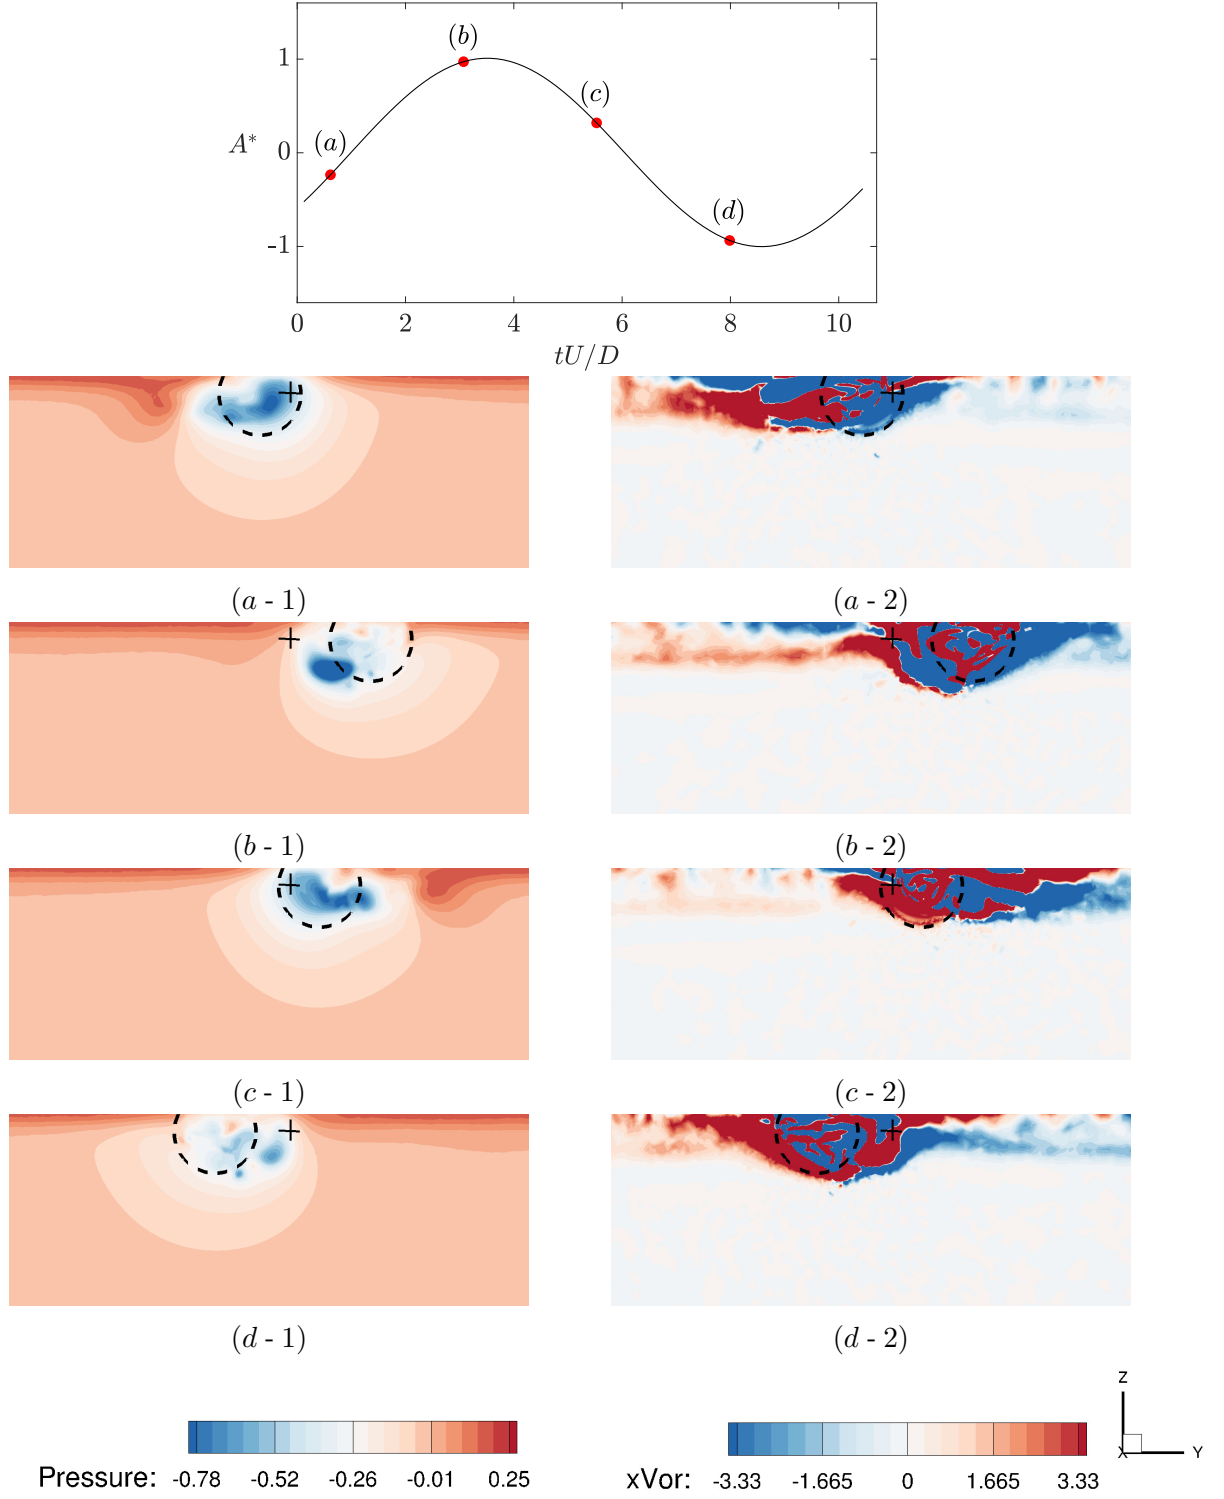 1
0
-1
A*
(a)
(b)
(c)
(d)
0 2 4 6 8 10
tU/D
(a - 1) (a - 2)
(b - 1) (b - 2)
(c - 1) (c - 2)
(d - 1) (d - 2)
Pressure: -0.78 -0.52 -0.26 -0.01 0.25
xVor: -3.33 -1.665 0 1.665 3.33
Z
X Y